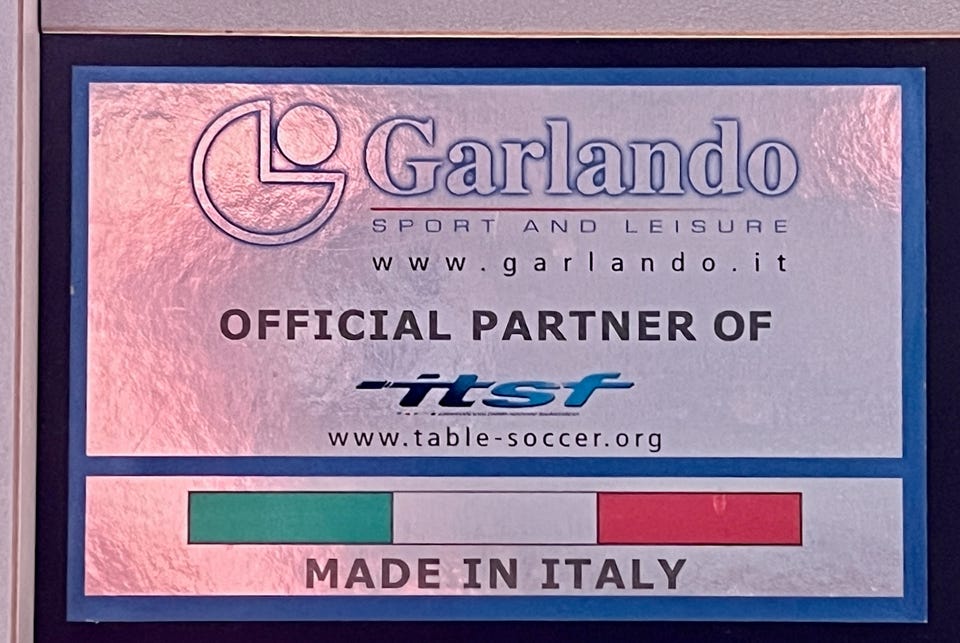 Garlando
SPORT AND LEISURE
www.garlando.it
OFFICIAL PARTNER OF
itsf
www.table-soccer.org
MADE IN ITALY